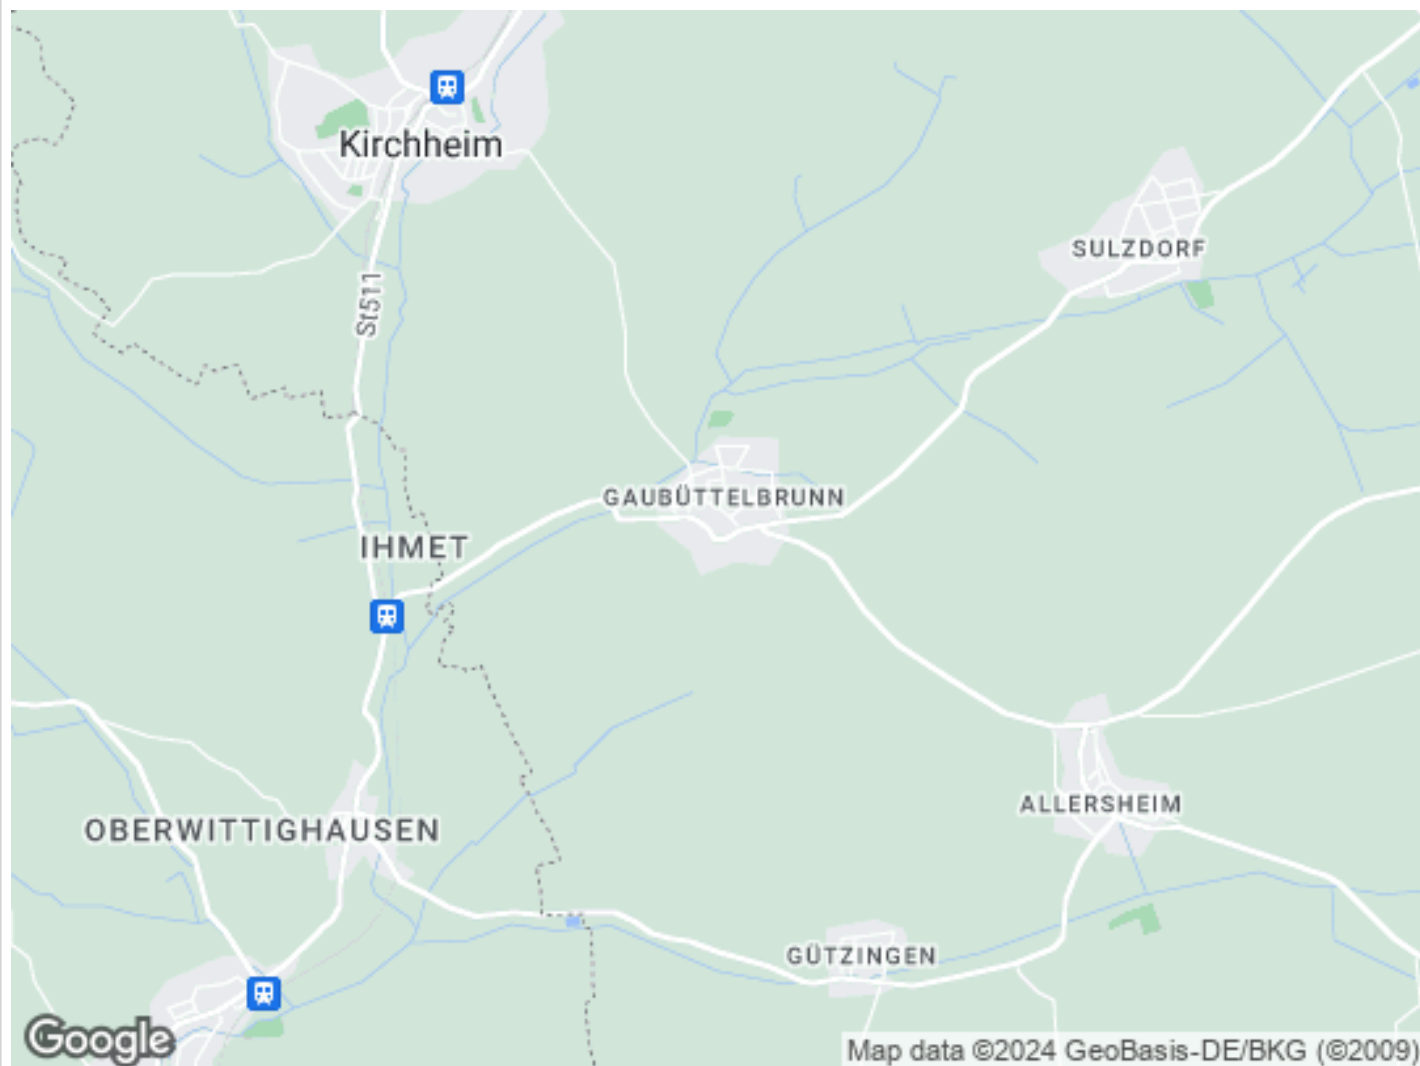 Kirchheim
SULZDORF
St511
GAUBÜTTELBRUNN
IHMET
ALLERSHEIM
OBERWITTIGHAUSEN
GÜTZINGEN
Google
Map data ©2024 GeoBasis-DE/BKG (©2009)